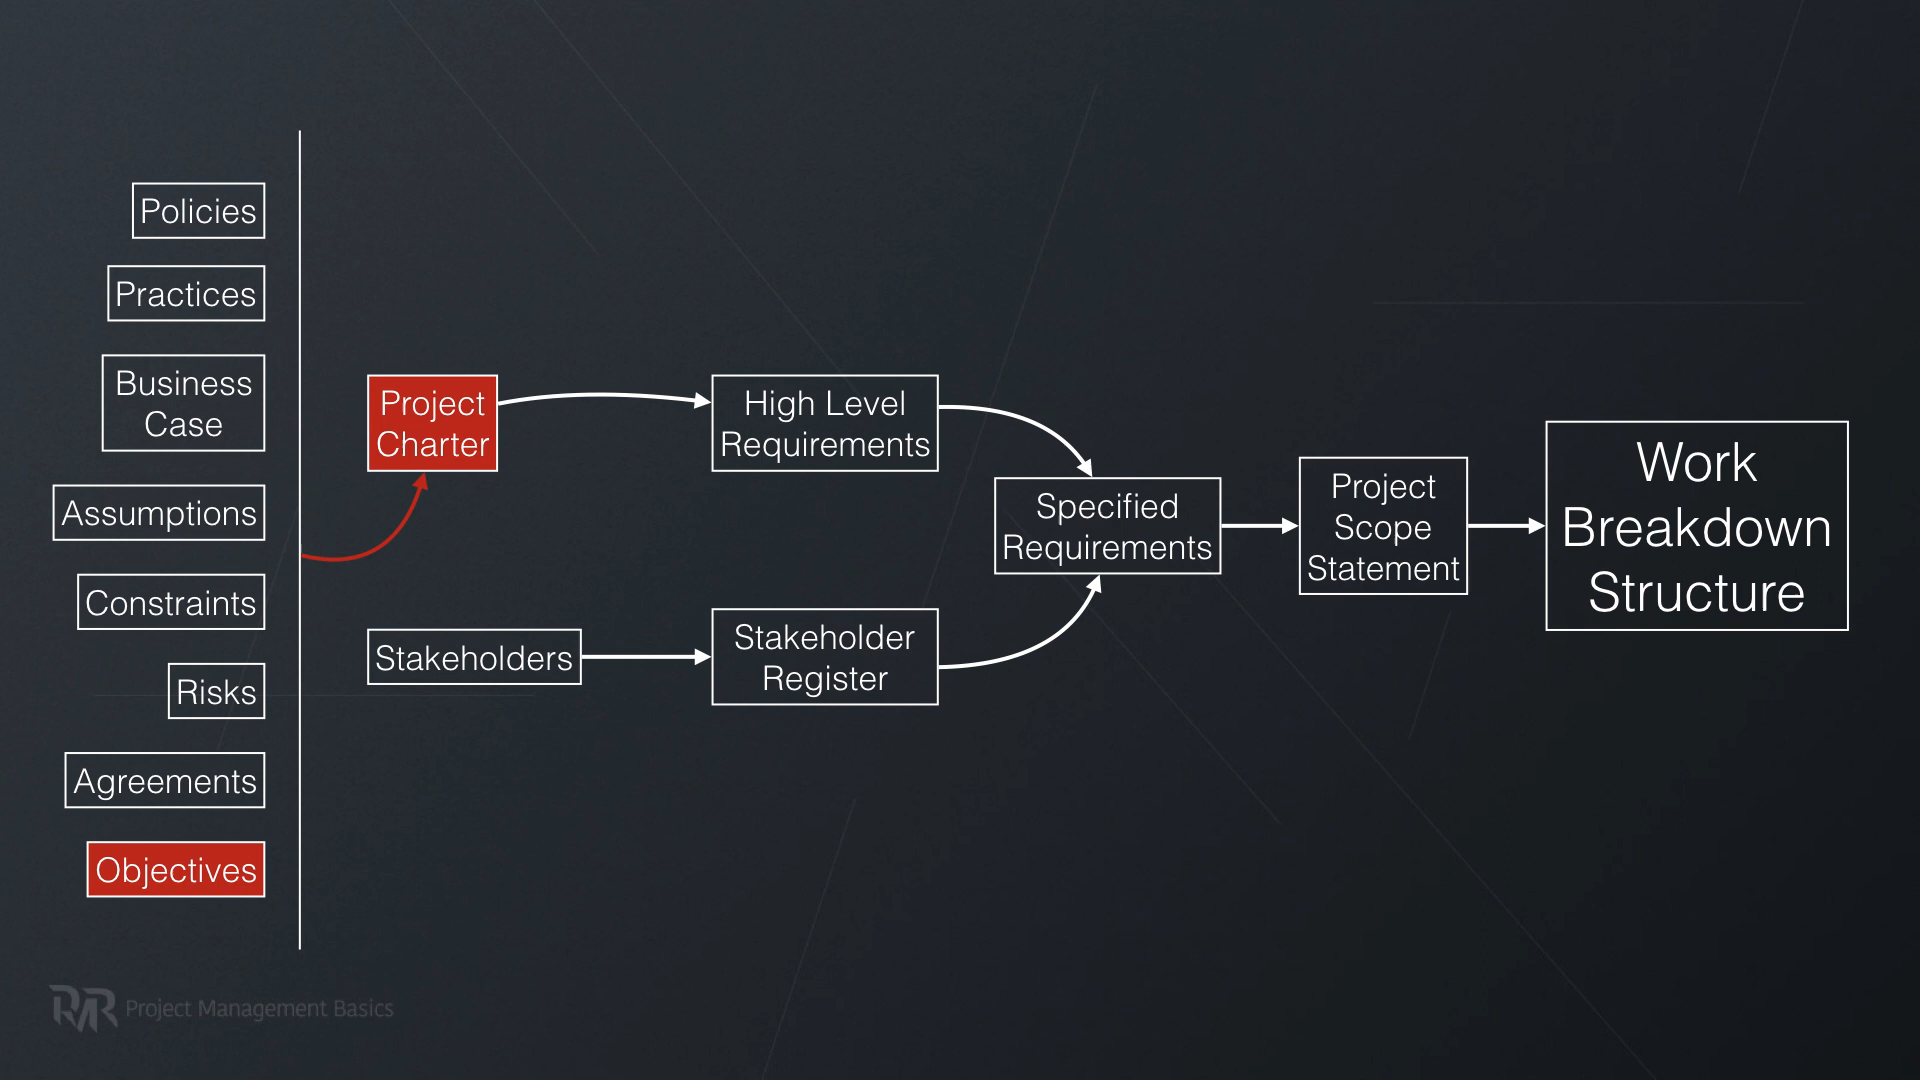 Policies
Practices
Business
Case
Assumptions
Constraints
Risks
Agreements
Objectives
Project
Charter
Stakeholders
High Level
Requirements
Stakeholder
Register
Specified
Requirements
Project
Scope
Statement
Work
Breakdown
Structure
PMR Project Management Basics